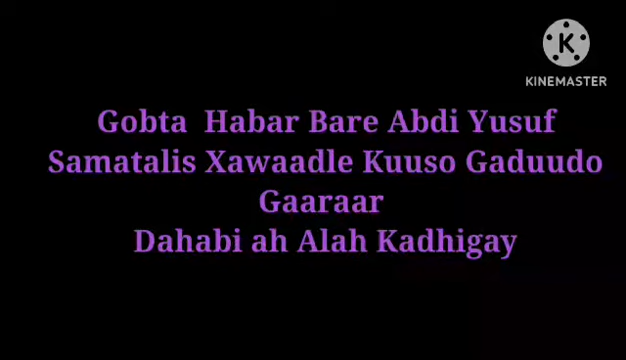 KINEMASTER
Gobta Habar Bare Abdi Yusuf
Samatalis Xawaadle Kuuso Gaduudo
Gaaraar
Dahabi ah Alah Kadhigay